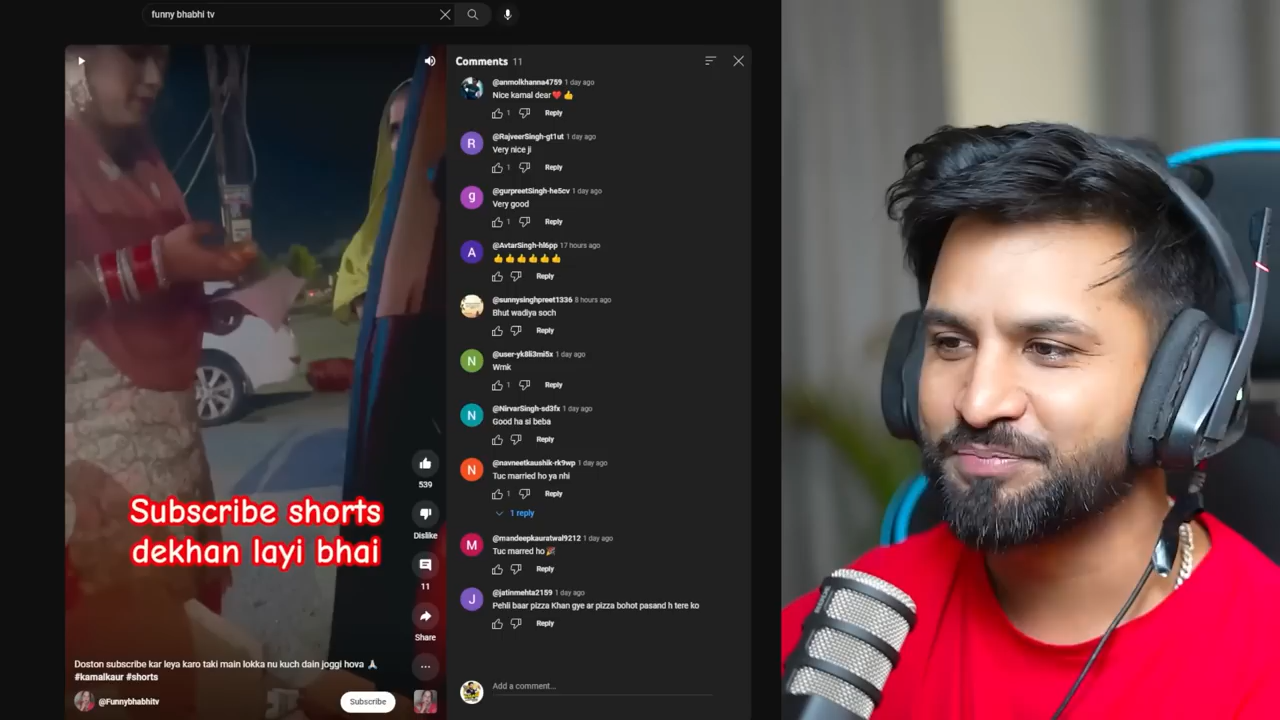 funny bhabhi tv
Comments 11
@anmolkhanna4759 1 day ago
Nice kamal dear❤️👍
1 Reply
@RajveerSingh-gt1ut 1 day ago
R
Very nice ji
1 Reply
@gurpreetSingh-he5cv 1 day ago
g
Very good
1 Reply
@AvtarSingh-hl6pp 17 hours ago
A
👍👍👍👍👍👍
Reply
@sunnysinghpreet1336 8 hours ago
Bhut wadiya soch
Reply
@user-yk8li3mi5x 1 day ago
N
Wmk
1 Reply
@NirvarSingh-sd3fx 1 day ago
N
Good ha si beba
Reply
@navneetkaushik-rk9wp 1 day ago
N
Tuc married ho ya nhi
1 Reply
1 reply
@mandeepkauratwal9212 1 day ago
M
Tuc marred ho🎉
Reply
@jatinmehta2159 1 day ago
J
Pehli baar pizza Khan gye ar pizza bohot pasand h tere ko
Reply
Add a comment...
Subscribe shorts
dekhan layi bhai
539
Dislike
11
Share
Doston subscribe kar leya karo taki main lokka nu kuch dain joggi hova 🙏
#kamalkaur #shorts
@Funnybhabhitv
Subscribe